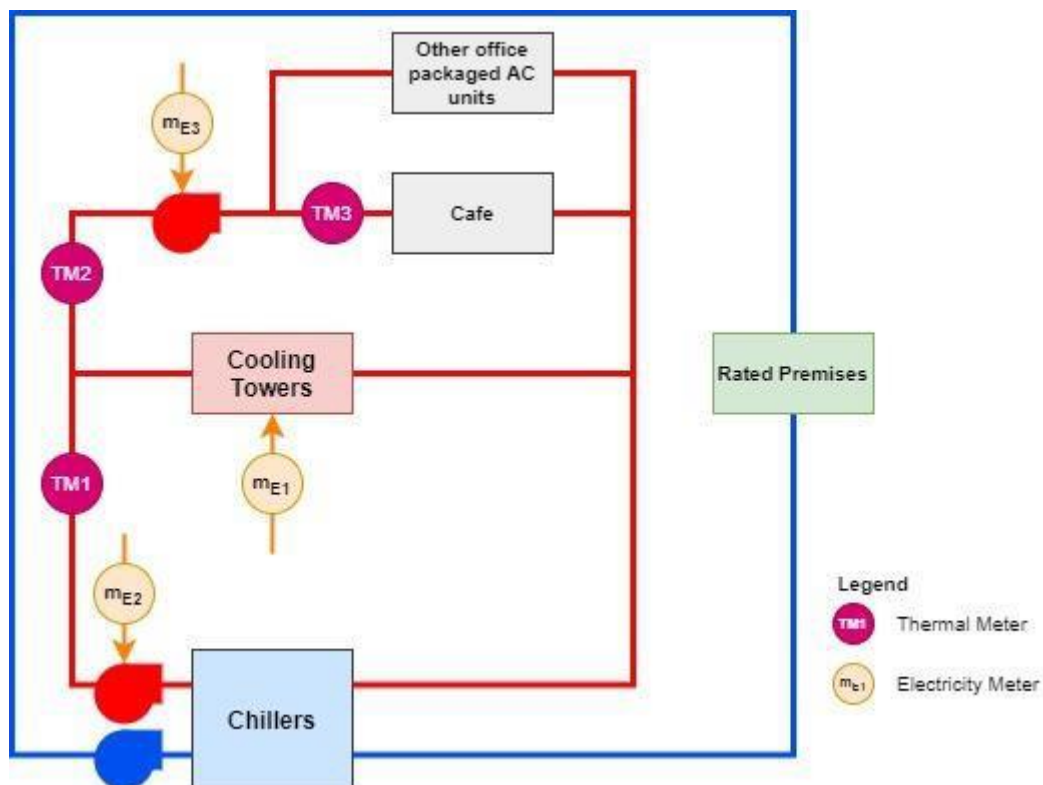 Other office
packaged AC
units
mE3
TM3
Cafe
TM2
Cooling
Towers
Rated Premises
TM1
mE1
mE2
Legend
TM1 Thermal Meter
mE1 Electricity Meter
Chillers